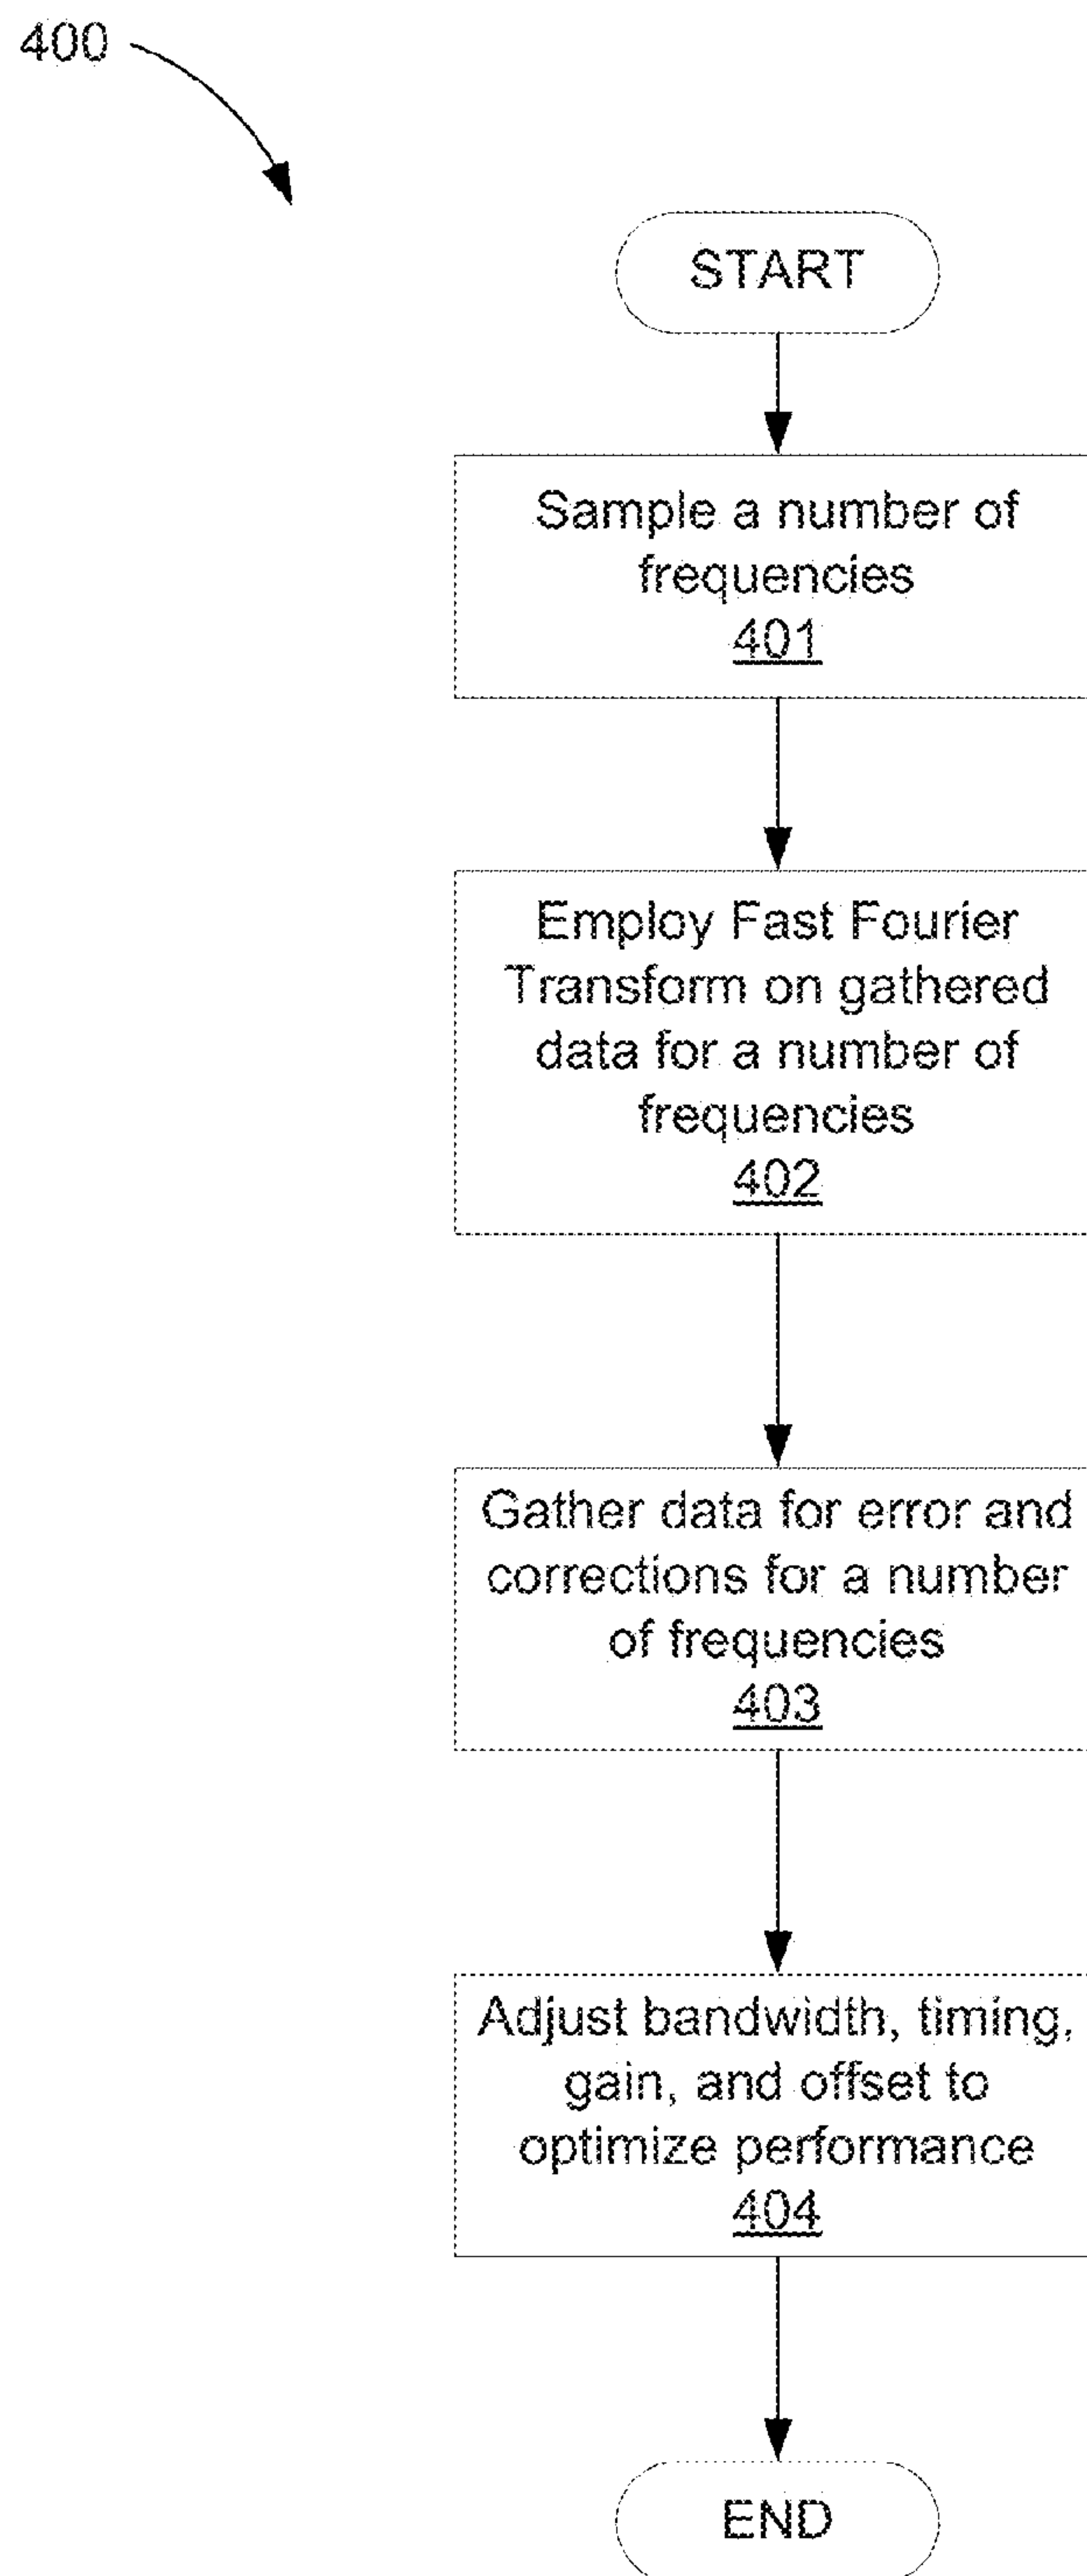 400
START
Sample a number of
frequencies
401
Employ Fast Fourier
Transform on gathered
data for a number of
frequencies
402
Gather data for error and
corrections for a number
of frequencies
403
Adjust bandwidth, timing,
gain, and offset to
optimize performance
404
END